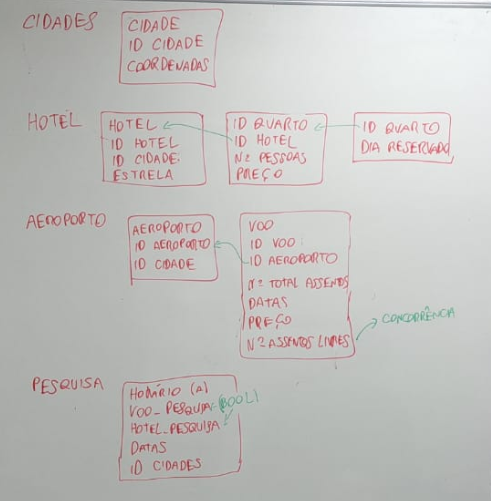 CIDADES
CIDADE
ID CIDADE
COORDENADAS
HOTEL
HOTEL
ID HOTEL
ID CIDADE
ESTRELA
ID QUARTO
ID HOTEL
Nº PESSOAS
PREÇO
ID QUARTO
DIA RESERVADO
AEROPORTO
AEROPORTO
ID AEROPORTO
ID CIDADE
VOO
ID VOO
ID AEROPORTO
Nº TOTAL ASSENTOS
DATAS
PREÇO
Nº ASSENTOS LIVRES
CONCORRÊNCIA
PESQUISA
HORÁRIO (A)
VOO_PESQUISA (BOOL)
HOTEL_PESQUISA
DATAS
ID CIDADES